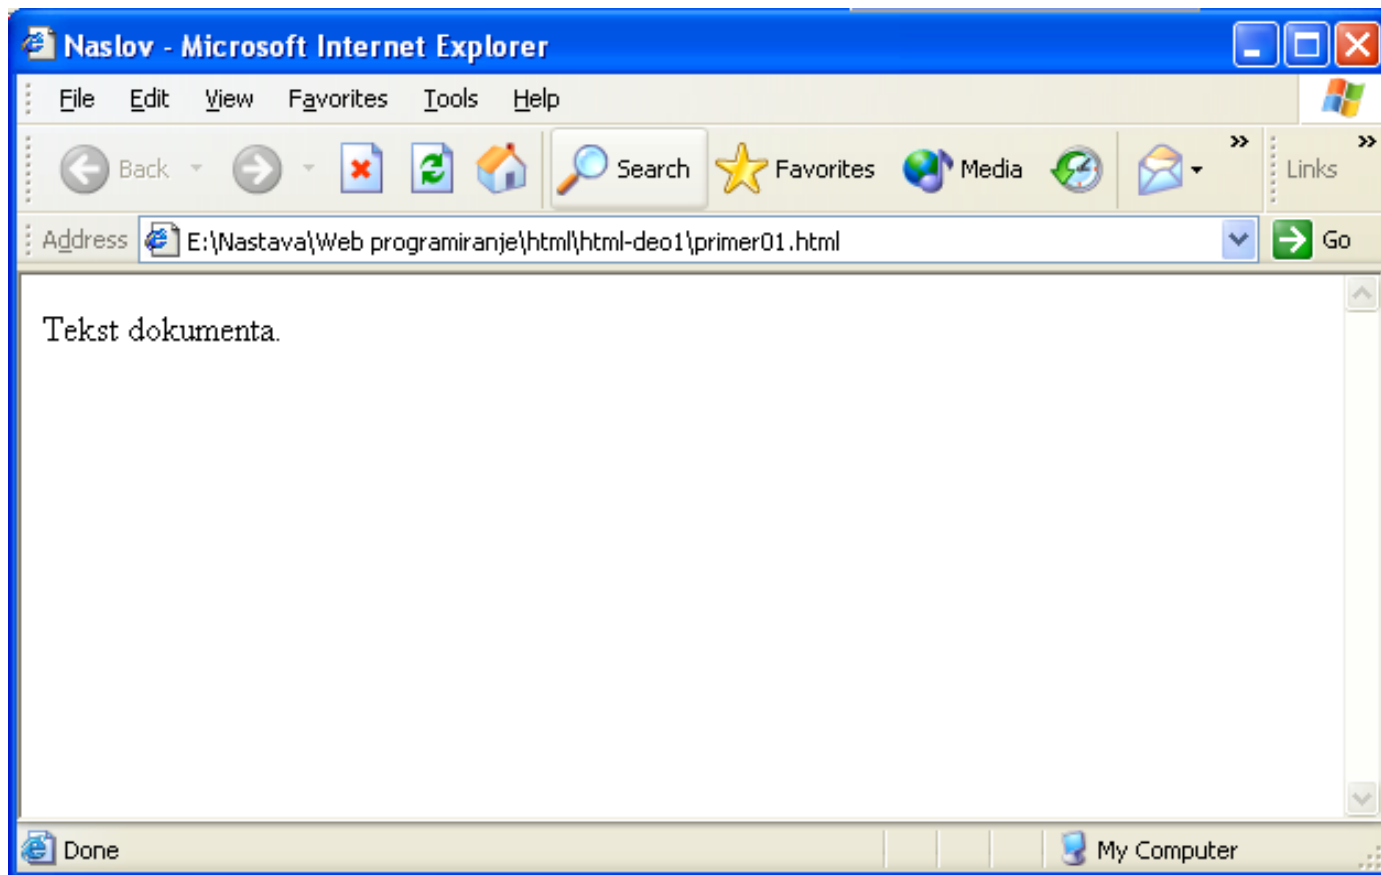 Naslov - Microsoft Internet Explorer
File Edit View Favorites Tools Help
Back Search Favorites Media » Links »
Address E:\Nastava\Web programiranje\html\html-deo1\primer01.html Go
Tekst dokumenta.
Done My Computer